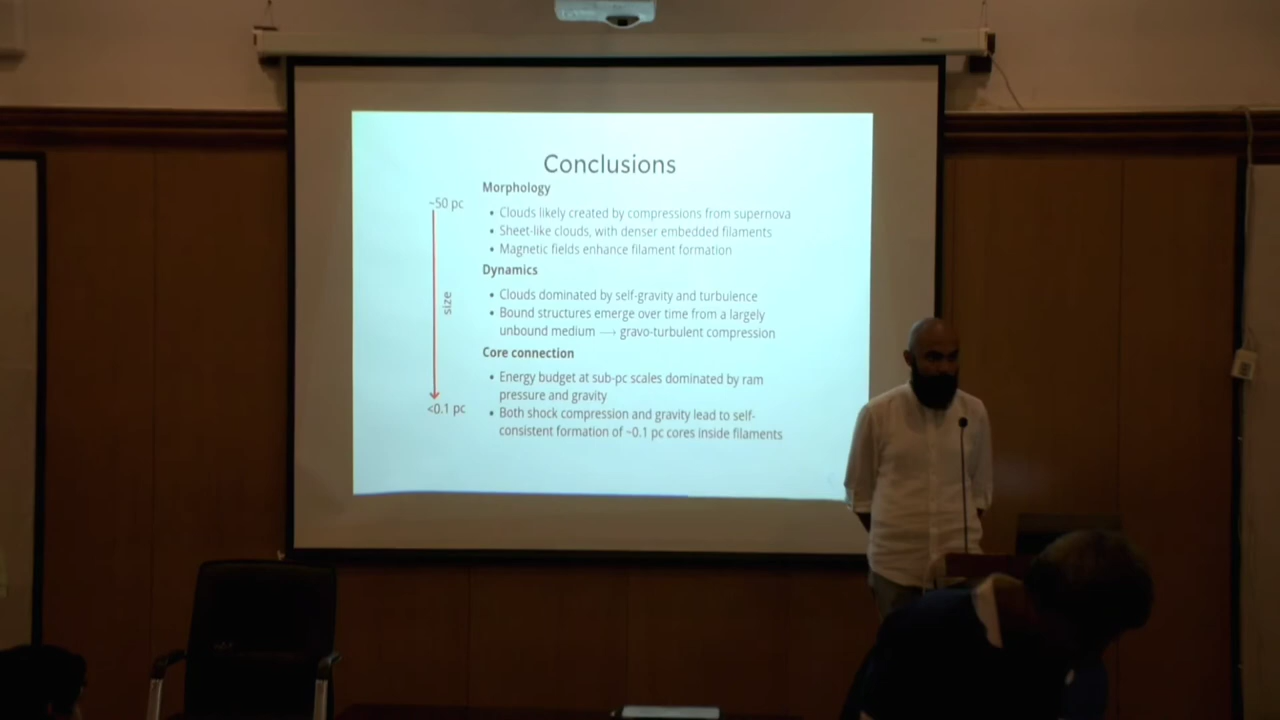 Conclusions
Morphology
~50 pc
• Clouds likely created by compressions from supernova
• Sheet-like clouds, with denser embedded filaments
• Magnetic fields enhance filament formation
Dynamics
size
• Clouds dominated by self-gravity and turbulence
• Bound structures emerge over time from a largely
unbound medium ⟶ gravo-turbulent compression
Core connection
• Energy budget at sub-pc scales dominated by ram
pressure and gravity
<0.1 pc
• Both shock compression and gravity lead to self-
consistent formation of ~0.1 pc cores inside filaments